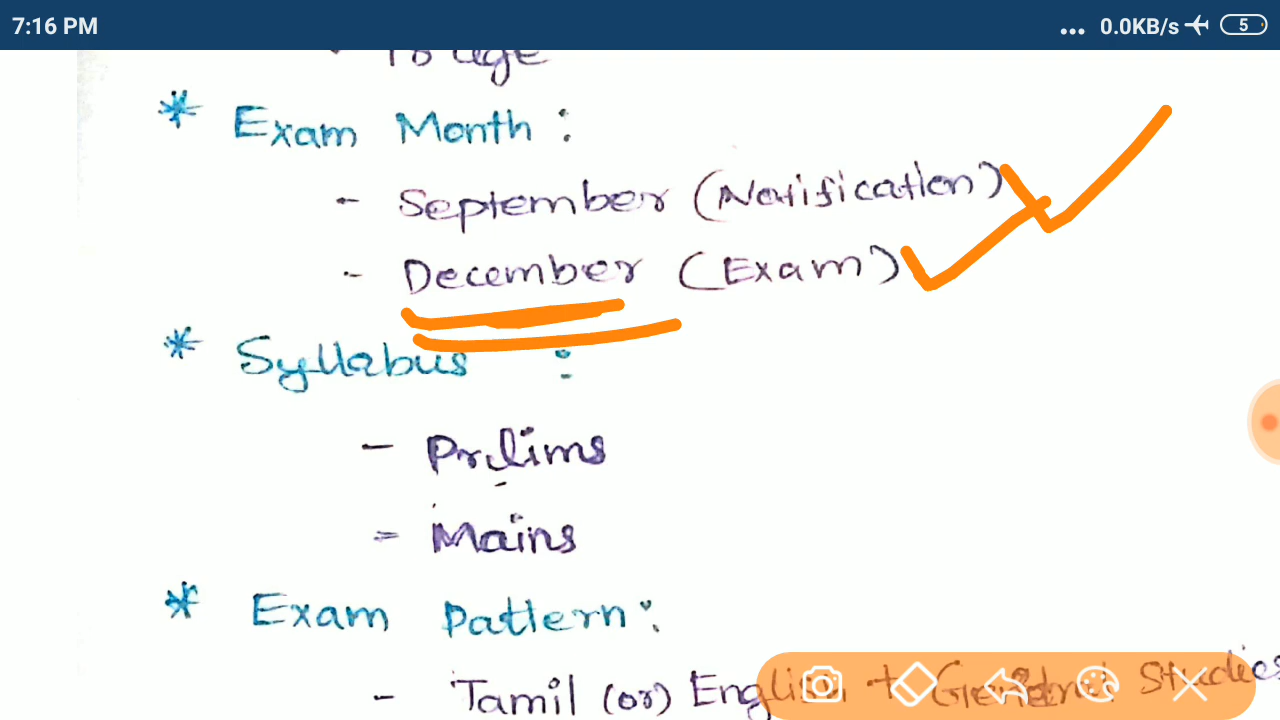 7:16 PM ... 0.0KB/s 5
* Exam Month :
- September (Notification)
- December (Exam)
* Syllabus :
- Prelims
- Mains
* Exam Pattern :
- Tamil (or) English + General Studies